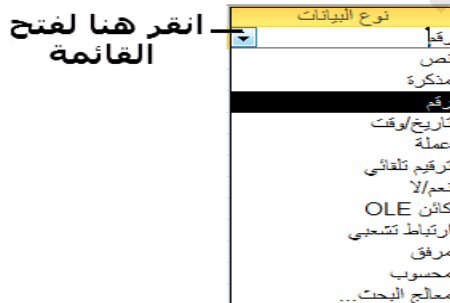 انقر هنا لفتح
القائمة
نوع البيانات
رقم
نص
مذكرة
رقم
تاريخ/وقت
عملة
ترقيم تلقائي
نعم/لا
كائن OLE
ارتباط تشعبي
مرفق
محسوب
معالج البحث...